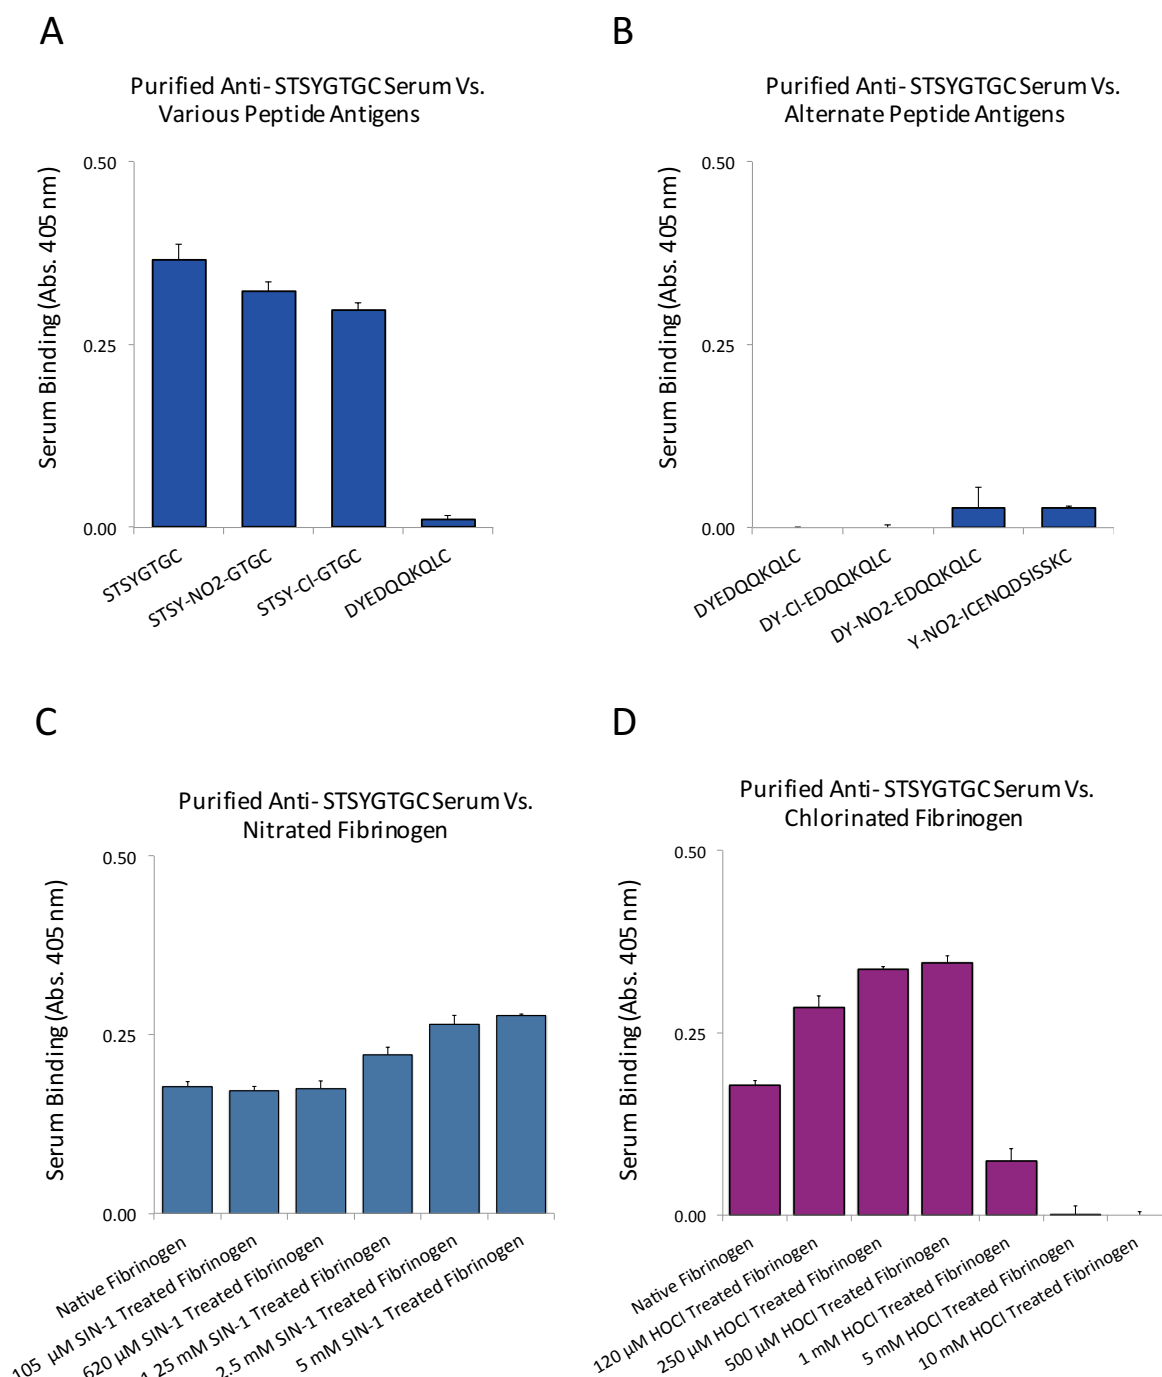 A
Purified Anti-STSYGTGC Serum Vs.
Various Peptide Antigens
Serum Binding (Abs. 405 nm)
0.50
0.25
0.00
STSYGTGC
STSY-NO2-GTGC
STSY-Cl-GTGC
DYEDQQKQLC
B
Purified Anti-STSYGTGC Serum Vs.
Alternate Peptide Antigens
Serum Binding (Abs. 405 nm)
0.50
0.25
0.00
DYEDQQKQLC
DY-Cl-EDQQKQLC
DY-NO2-EDQQKQLC
Y-NO2-ICENQDSISSKC
C
Purified Anti-STSYGTGC Serum Vs.
Nitrated Fibrinogen
Serum Binding (Abs. 405 nm)
0.50
0.25
0.00
Native Fibrinogen
105 µM SIN-1 Treated Fibrinogen
620 µM SIN-1 Treated Fibrinogen
1.25 mM SIN-1 Treated Fibrinogen
2.5 mM SIN-1 Treated Fibrinogen
5 mM SIN-1 Treated Fibrinogen
D
Purified Anti-STSYGTGC Serum Vs.
Chlorinated Fibrinogen
Serum Binding (Abs. 405 nm)
0.50
0.25
0.00
Native Fibrinogen
120 µM HOCl Treated Fibrinogen
250 µM HOCl Treated Fibrinogen
500 µM HOCl Treated Fibrinogen
1 mM HOCl Treated Fibrinogen
5 mM HOCl Treated Fibrinogen
10 mM HOCl Treated Fibrinogen